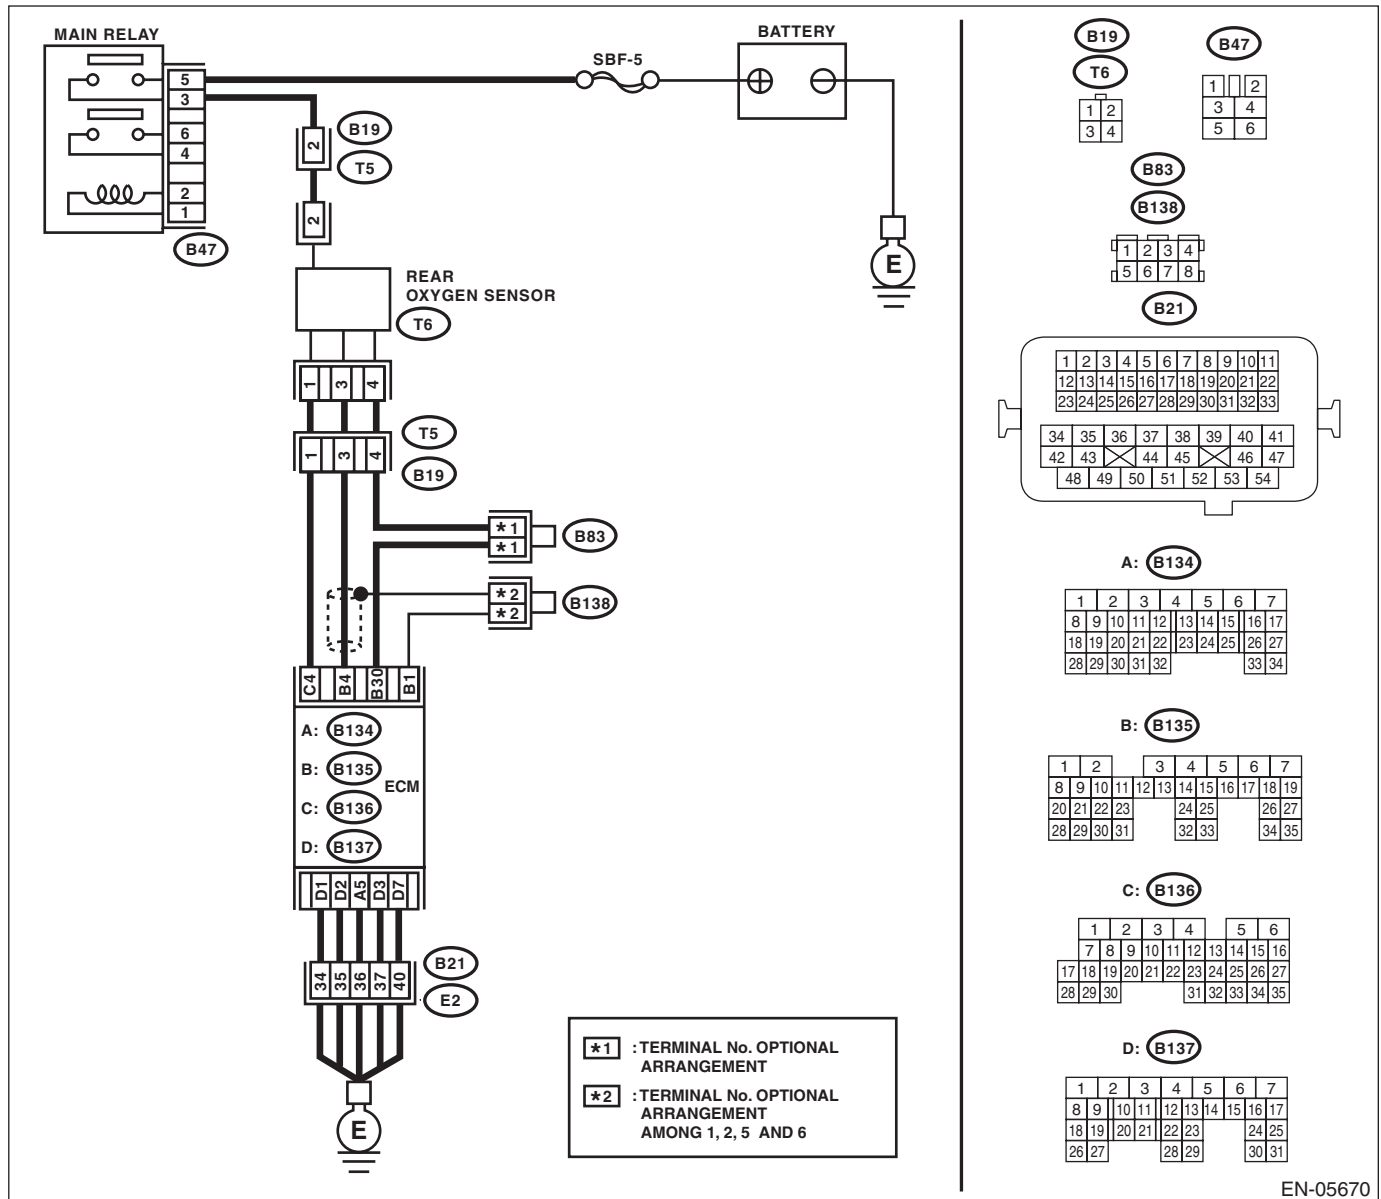 MAIN RELAY
5
3
6
4
2
1
B47
SBF-5
BATTERY
E
2
B19
T5
2
REAR
OXYGEN SENSOR
T6
1 3 4
1 3 4
T5
B19
*1
*1
B83
*2
*2
B138
C4 B4 B30 B1
A: B134
B: B135
C: B136
D: B137
ECM
D1 D2 A5 D3 D7
34 35 36 37 40
B21
E2
E
*1 : TERMINAL No. OPTIONAL
ARRANGEMENT
*2 : TERMINAL No. OPTIONAL
ARRANGEMENT
AMONG 1, 2, 5 AND 6
B19
T6
1 2
3 4
B47
1 2
3 4
5 6
B83
B138
1 2 3 4
5 6 7 8
B21
1 2 3 4 5 6 7 8 9 10 11
12 13 14 15 16 17 18 19 20 21 22
23 24 25 26 27 28 29 30 31 32 33
34 35 36 37 38 39 40 41
42 43 44 45 46 47
48 49 50 51 52 53 54
A: B134
1 2 3 4 5 6 7
8 9 10 11 12 13 14 15 16 17
18 19 20 21 22 23 24 25 26 27
28 29 30 31 32 33 34
B: B135
1 2 3 4 5 6 7
8 9 10 11 12 13 14 15 16 17 18 19
20 21 22 23 24 25 26 27
28 29 30 31 32 33 34 35
C: B136
1 2 3 4 5 6
7 8 9 10 11 12 13 14 15 16
17 18 19 20 21 22 23 24 25 26 27
28 29 30 31 32 33 34 35
D: B137
1 2 3 4 5 6 7
8 9 10 11 12 13 14 15 16 17
18 19 20 21 22 23 24 25
26 27 28 29 30 31
EN-05670